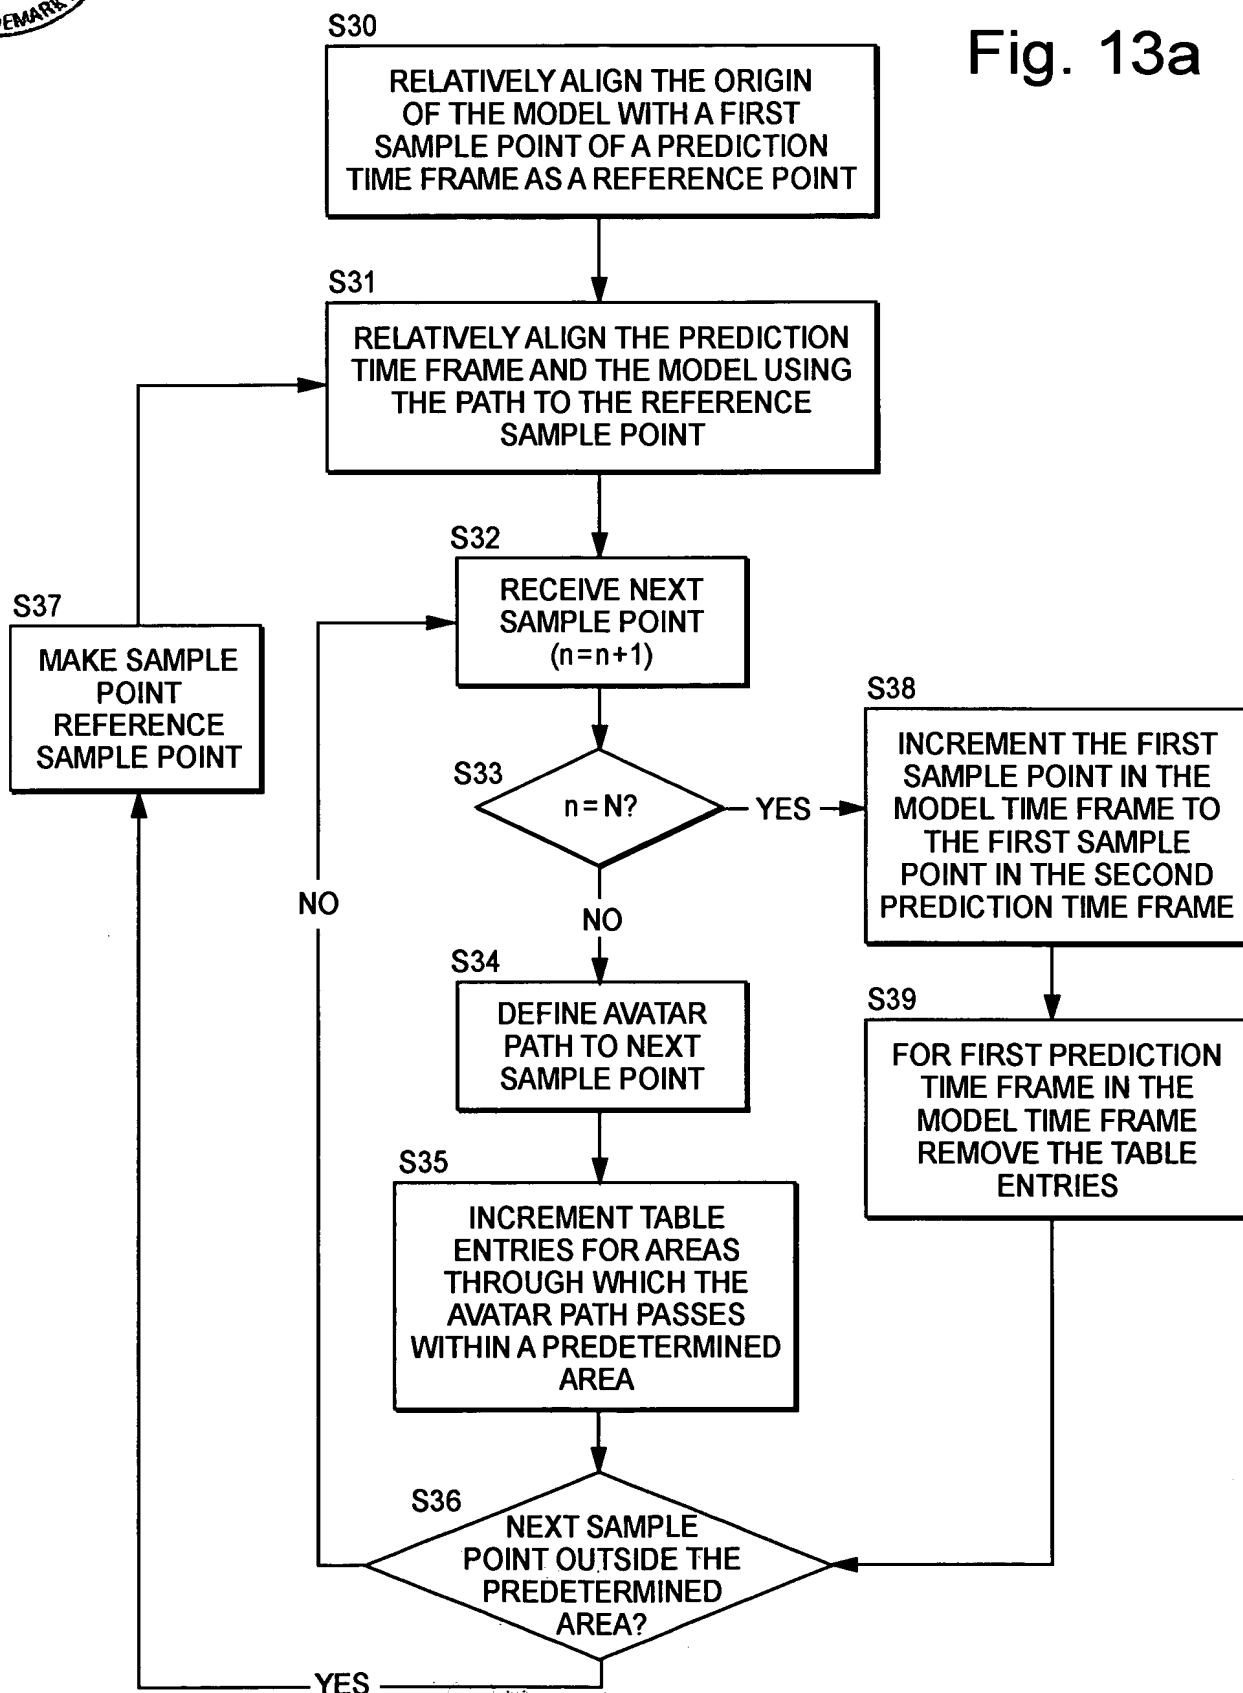 Fig. 13a
S30
RELATIVELY ALIGN THE ORIGIN
OF THE MODEL WITH A FIRST
SAMPLE POINT OF A PREDICTION
TIME FRAME AS A REFERENCE POINT
S31
RELATIVELY ALIGN THE PREDICTION
TIME FRAME AND THE MODEL USING
THE PATH TO THE REFERENCE
SAMPLE POINT
S32
RECEIVE NEXT
SAMPLE POINT
(n=n+1)
S37
MAKE SAMPLE
POINT
REFERENCE
SAMPLE POINT
S33
n=N?
YES
S38
INCREMENT THE FIRST
SAMPLE POINT IN THE
MODEL TIME FRAME TO
THE FIRST SAMPLE
POINT IN THE SECOND
PREDICTION TIME FRAME
NO
NO
S34
DEFINE AVATAR
PATH TO NEXT
SAMPLE POINT
S39
FOR FIRST PREDICTION
TIME FRAME IN THE
MODEL TIME FRAME
REMOVE THE TABLE
ENTRIES
S35
INCREMENT TABLE
ENTRIES FOR AREAS
THROUGH WHICH THE
AVATAR PATH PASSES
WITHIN A PREDETERMINED
AREA
S36
NEXT SAMPLE
POINT OUTSIDE THE
PREDETERMINED
AREA?
YES